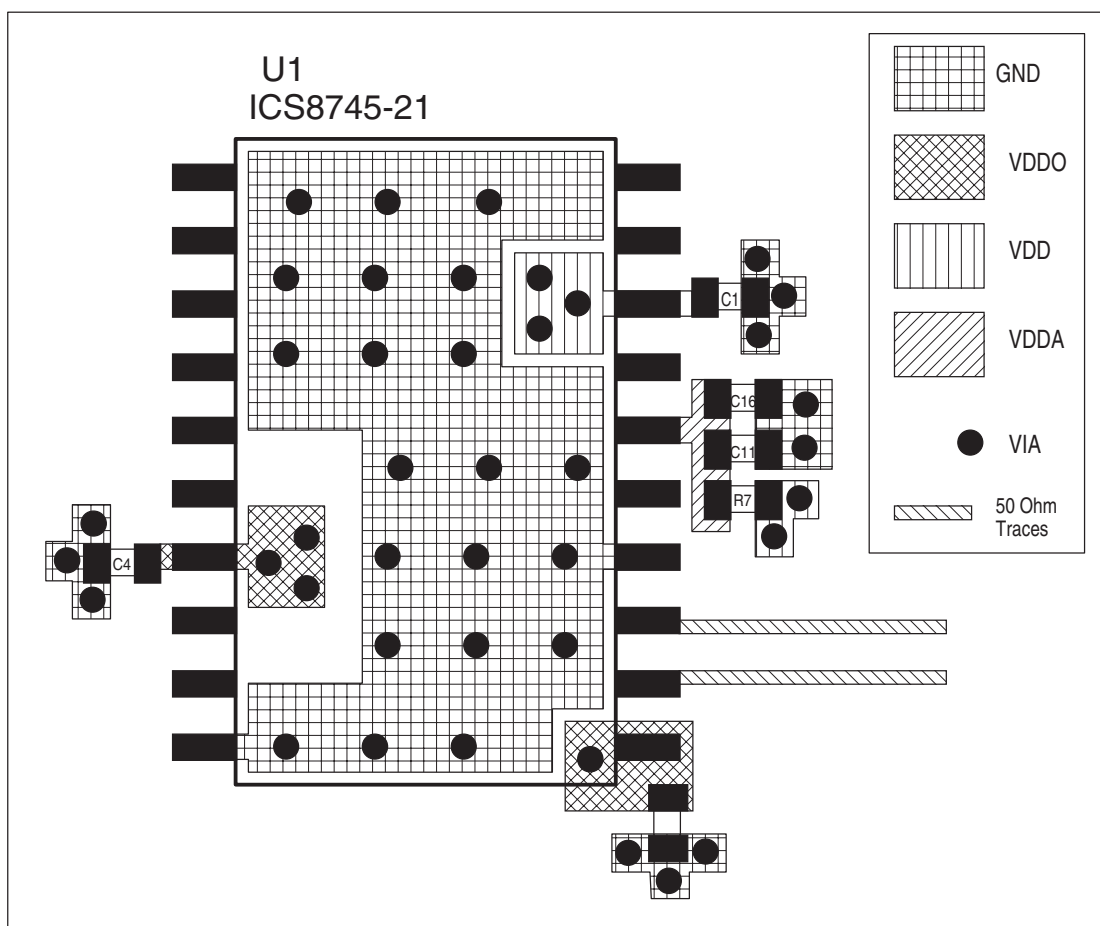 U1
ICS8745-21
GND
VDDO
VDD
VDDA
VIA
50 Ohm
Traces
C1
C16
C11
R7
C4